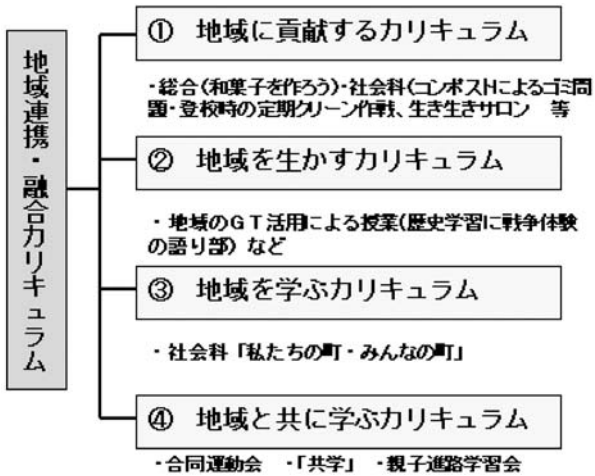 地域連携・融合カリキュラム
① 地域に貢献するカリキュラム
・総合(和菓子を作ろう)・社会科(コンポストによるゴミ問
題・登校時の定期クリーン作戦、生き生きサロン 等
② 地域を生かすカリキュラム
・地域のGT活用による授業(歴史学習に戦争体験
の語り部) など
③ 地域を学ぶカリキュラム
・社会科「私たちの町・みんなの町」
④ 地域と共に学ぶカリキュラム
・合同運動会 ・「共学」 ・親子進路学習会